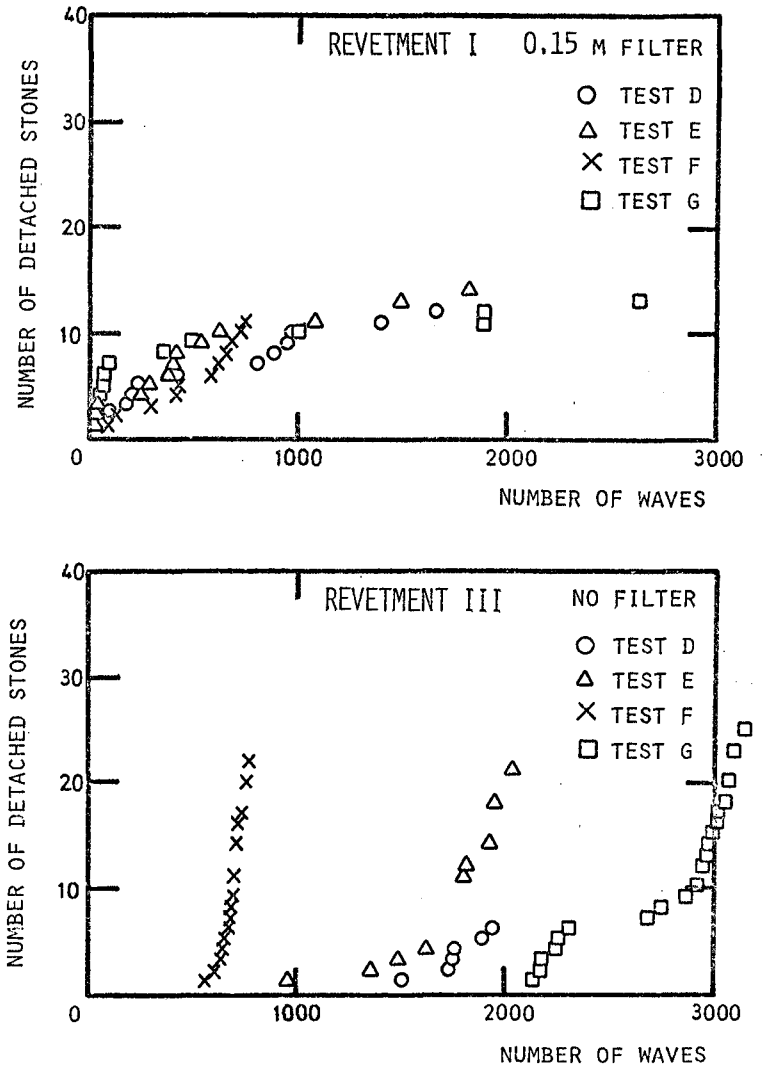 40
REVETMENT I 0.15 M FILTER
TEST D
TEST E
TEST F
TEST G
30
20
10
NUMBER OF DETACHED STONES
0 1000 2000 3000
NUMBER OF WAVES
40
REVETMENT III NO FILTER
TEST D
TEST E
TEST F
TEST G
30
20
10
NUMBER OF DETACHED STONES
0 1000 2000 3000
NUMBER OF WAVES